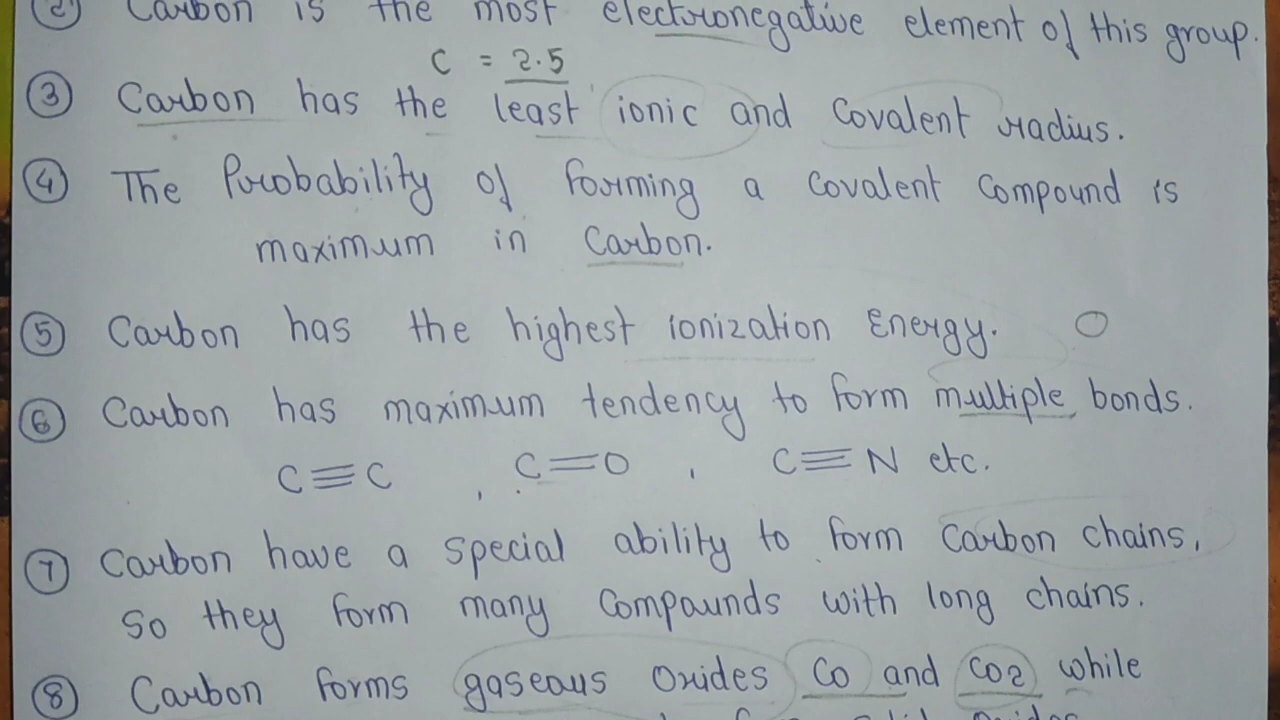 ② Carbon is the most electronegative element of this group.
C = 2.5
③ Carbon has the least ionic and Covalent radius.
④ The Probability of forming a Covalent Compound is
maximum in Carbon.
⑤ Carbon has the highest ionization Energy.
⑥ Carbon has maximum tendency to form multiple bonds.
C≡C , C=O , C≡N etc.
⑦ Carbon have a special ability to form Carbon chains,
So they form many Compounds with long chains.
⑧ Carbon forms gaseous Oxides Co and Co2 while